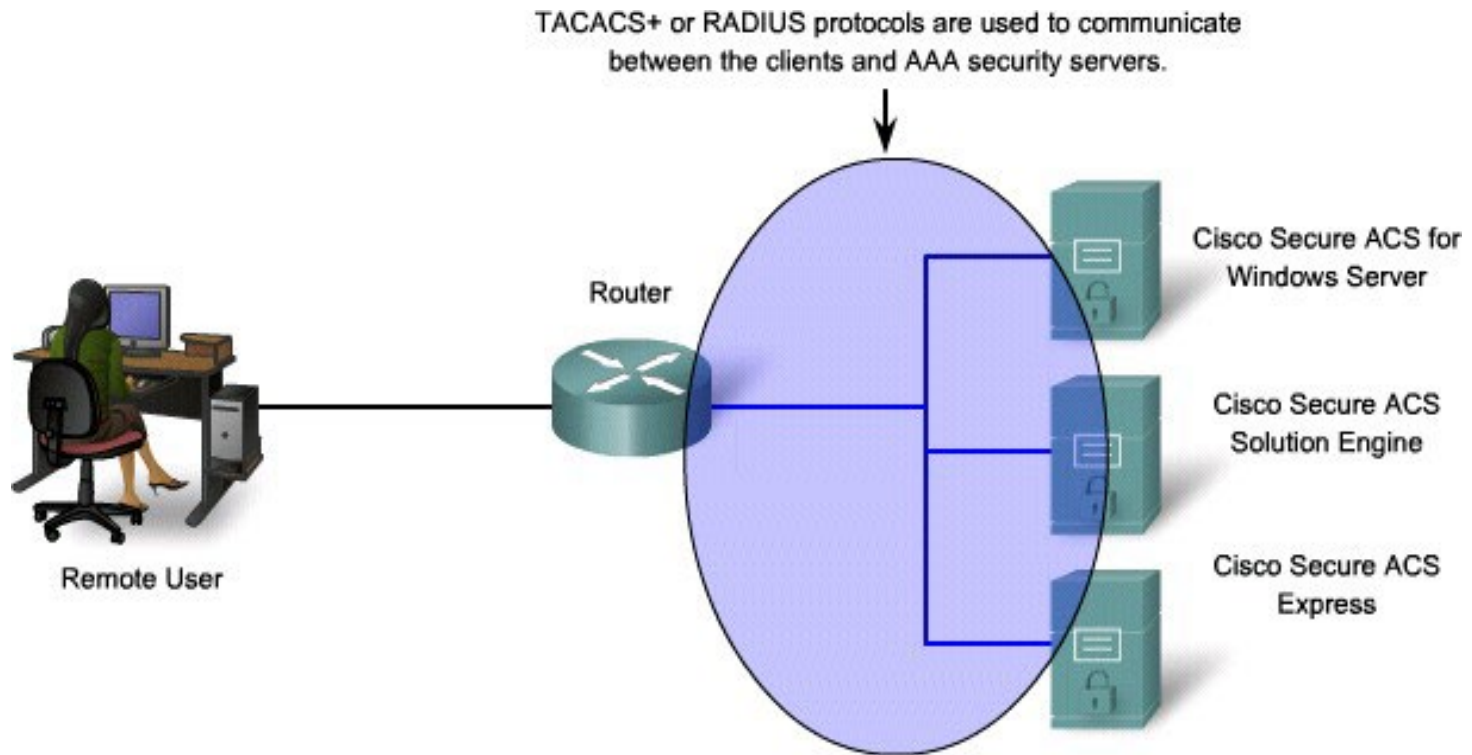 TACACS+ or RADIUS protocols are used to communicate
between the clients and AAA security servers.
Router
Remote User
Cisco Secure ACS for
Windows Server
Cisco Secure ACS
Solution Engine
Cisco Secure ACS
Express